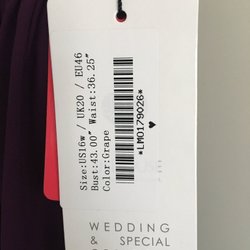 Size:US16w / UK20 / EU46
Bust:43.00" Waist:36.25"
Color:Grape
*LM0179026*
WEDDING
& SPECIAL